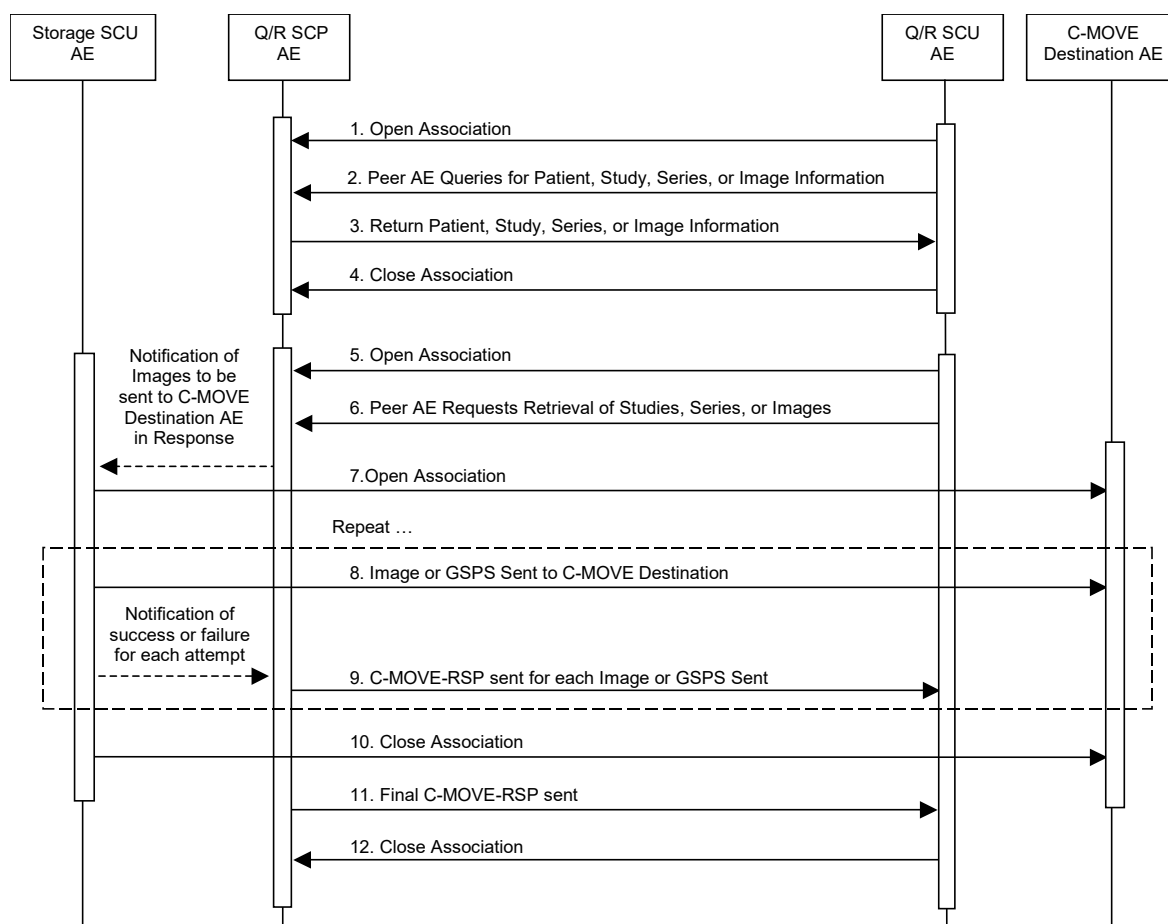 Storage SCU
AE
Q/R SCP
AE
Q/R SCU
AE
C-MOVE
Destination AE
1. Open Association
2. Peer AE Queries for Patient, Study, Series, or Image Information
3. Return Patient, Study, Series, or Image Information
4. Close Association
5. Open Association
Notification of
Images to be
sent to C-MOVE
Destination AE
in Response
6. Peer AE Requests Retrieval of Studies, Series, or Images
7.Open Association
Repeat …
8. Image or GSPS Sent to C-MOVE Destination
Notification of
success or failure
for each attempt
9. C-MOVE-RSP sent for each Image or GSPS Sent
10. Close Association
11. Final C-MOVE-RSP sent
12. Close Association